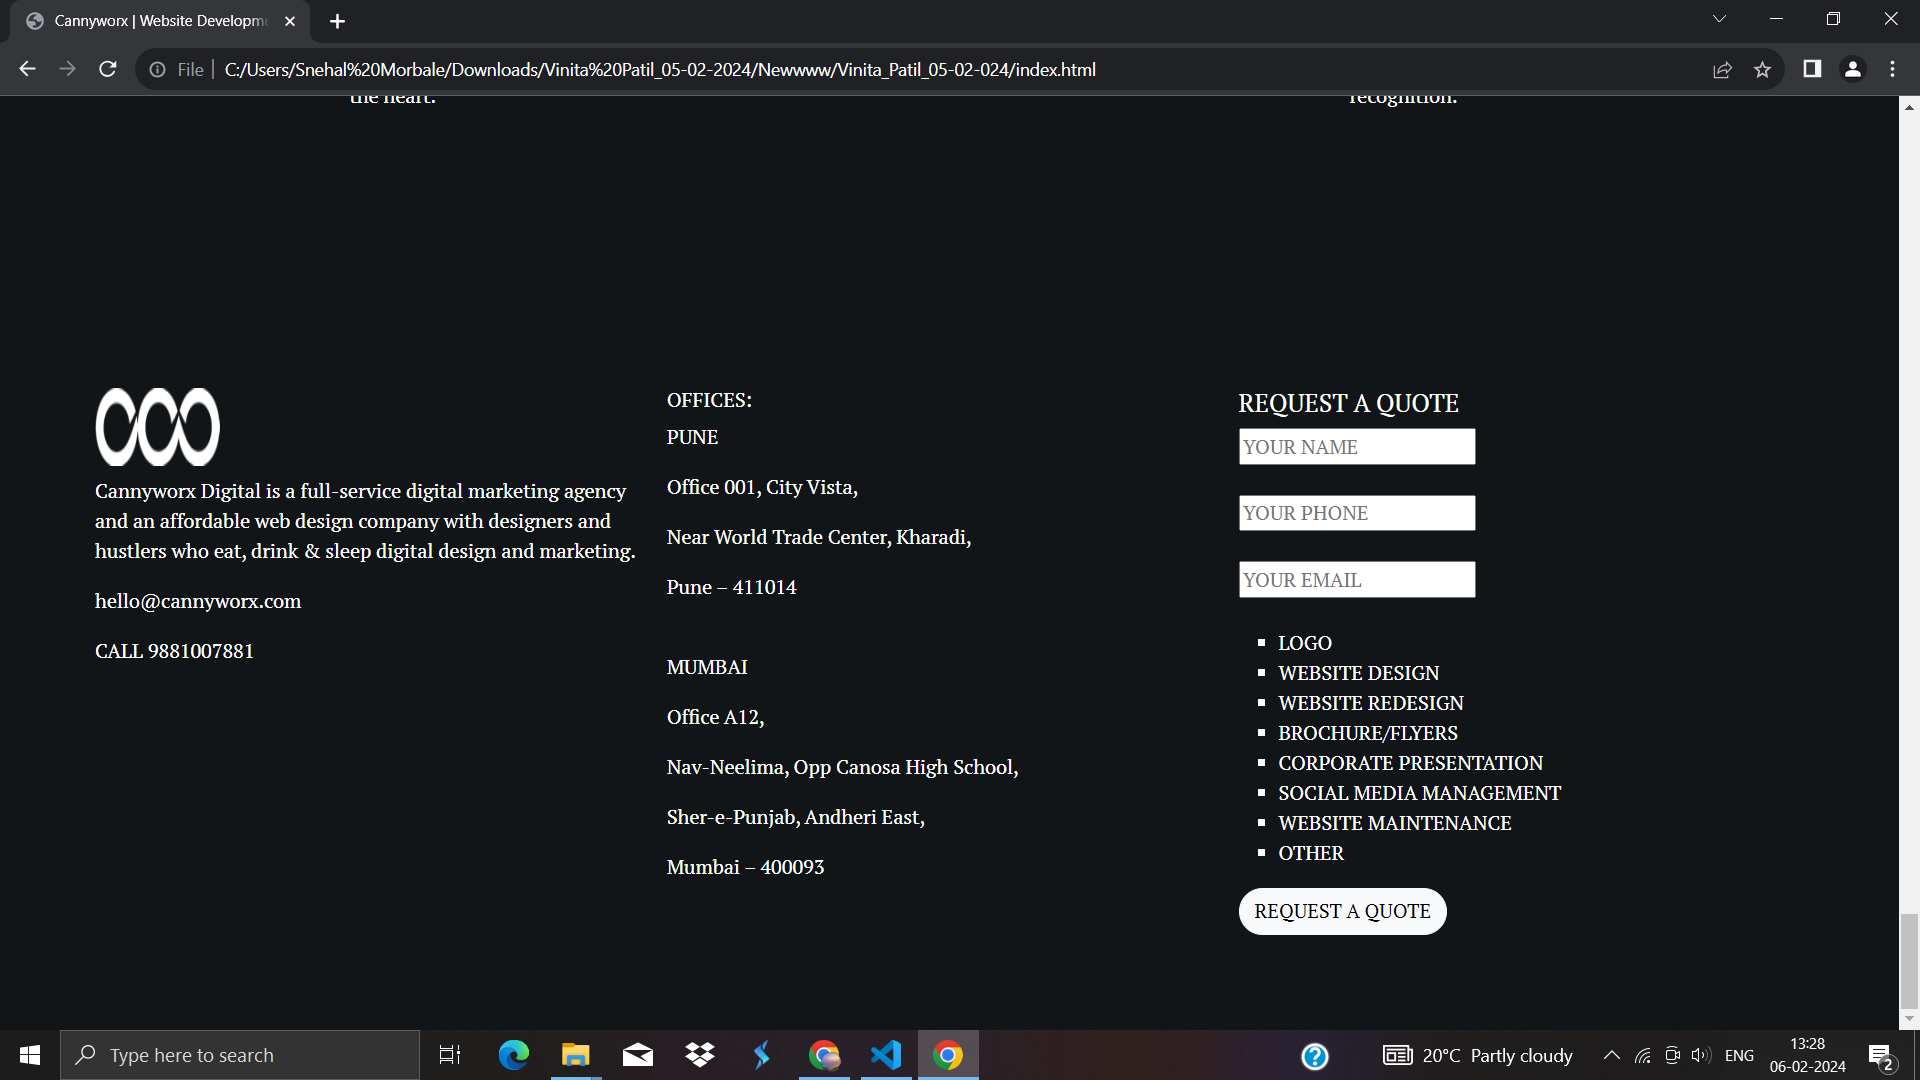 Cannyworx | Website Developm
File
C:/Users/Snehal%20Morbale/Downloads/Vinita%20Patil_05-02-2024/Newwww/Vinita_Patil_05-02-024/index.html
the heart.
recognition.
Cannyworx Digital is a full-service digital marketing agency
and an affordable web design company with designers and
hustlers who eat, drink & sleep digital design and marketing.
hello@cannyworx.com
CALL 9881007881
OFFICES:
PUNE
Office 001, City Vista,
Near World Trade Center, Kharadi,
Pune – 411014
MUMBAI
Office A12,
Nav-Neelima, Opp Canosa High School,
Sher-e-Punjab, Andheri East,
Mumbai – 400093
REQUEST A QUOTE
YOUR NAME
YOUR PHONE
YOUR EMAIL
LOGO
WEBSITE DESIGN
WEBSITE REDESIGN
BROCHURE/FLYERS
CORPORATE PRESENTATION
SOCIAL MEDIA MANAGEMENT
WEBSITE MAINTENANCE
OTHER
REQUEST A QUOTE
Type here to search
20°C Partly cloudy
ENG
13:28
06-02-2024
2